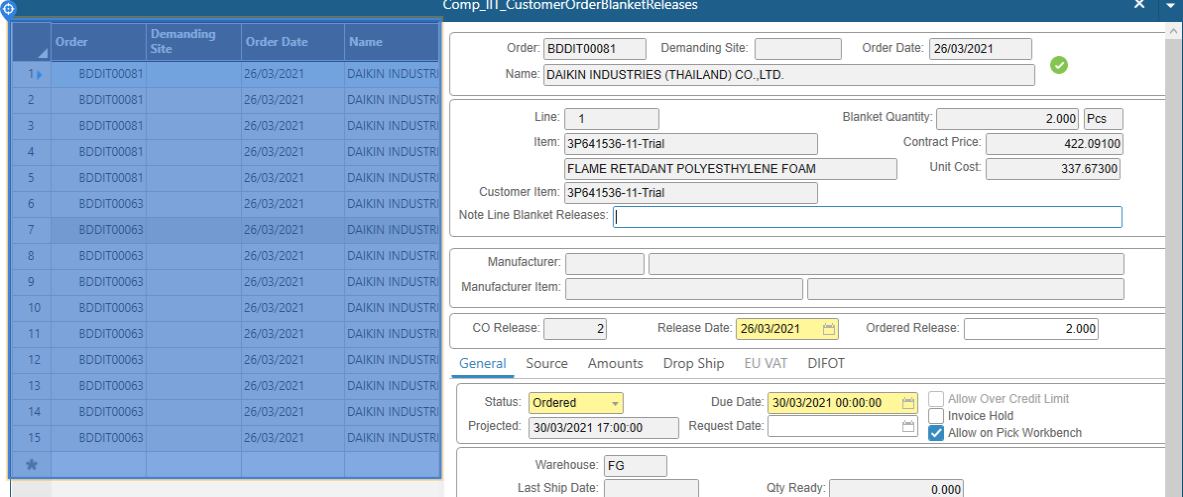 Comp_IIT_CustomerOrderBlanketReleases
Order Demanding Site Order Date Name
1 BDDIT00081 26/03/2021 DAIKIN INDUSTRI
2 BDDIT00081 26/03/2021 DAIKIN INDUSTRI
3 BDDIT00081 26/03/2021 DAIKIN INDUSTRI
4 BDDIT00081 26/03/2021 DAIKIN INDUSTRI
5 BDDIT00081 26/03/2021 DAIKIN INDUSTRI
6 BDDIT00063 26/03/2021 DAIKIN INDUSTRI
7 BDDIT00063 26/03/2021 DAIKIN INDUSTRI
8 BDDIT00063 26/03/2021 DAIKIN INDUSTRI
9 BDDIT00063 26/03/2021 DAIKIN INDUSTRI
10 BDDIT00063 26/03/2021 DAIKIN INDUSTRI
11 BDDIT00063 26/03/2021 DAIKIN INDUSTRI
12 BDDIT00063 26/03/2021 DAIKIN INDUSTRI
13 BDDIT00063 26/03/2021 DAIKIN INDUSTRI
14 BDDIT00063 26/03/2021 DAIKIN INDUSTRI
15 BDDIT00063 26/03/2021 DAIKIN INDUSTRI
Order: BDDIT00081 Demanding Site: Order Date: 26/03/2021
Name: DAIKIN INDUSTRIES (THAILAND) CO.,LTD.
Line: 1 Blanket Quantity: 2.000 Pcs
Item: 3P641536-11-Trial Contract Price: 422.09100
FLAME RETADANT POLYESTHYLENE FOAM Unit Cost: 337.67300
Customer Item: 3P641536-11-Trial
Note Line Blanket Releases:
Manufacturer:
Manufacturer Item:
CO Release: 2 Release Date: 26/03/2021 Ordered Release: 2.000
General Source Amounts Drop Ship EU VAT DIFOT
Status: Ordered Due Date: 30/03/2021 00:00:00 Allow Over Credit Limit
Invoice Hold
Projected: 30/03/2021 17:00:00 Request Date: Allow on Pick Workbench
Warehouse: FG
Last Ship Date: Qty Ready: 0.000